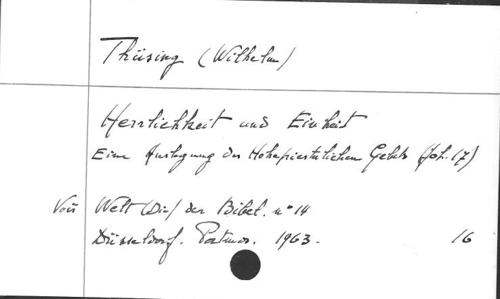 Thüsing (Wilhelm)
Herrlichkeit und Einheit
Eine Auslegung des Hohepriesterlichen Gebets (Joh. 17)
Voir Welt (Die) der Bibel. n° 14
Düsseldorf. Patmos. 1963. 16